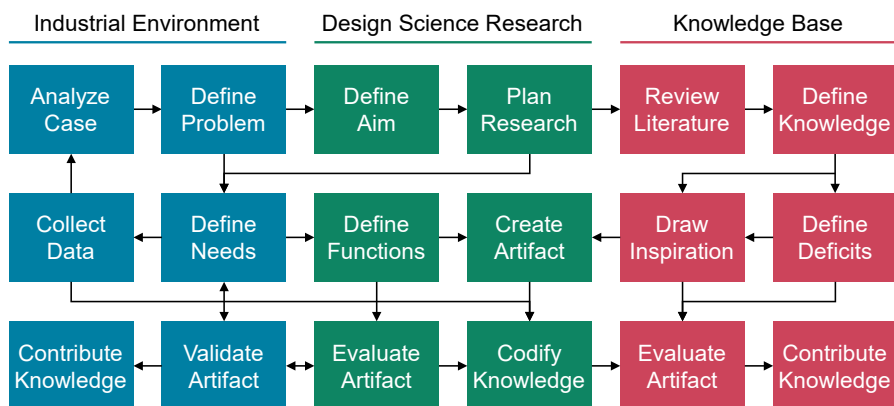 Industrial Environment
Design Science Research
Knowledge Base
Analyze
Case
Define
Problem
Define
Aim
Plan
Research
Review
Literature
Define
Knowledge
Collect
Data
Define
Needs
Define
Functions
Create
Artifact
Draw
Inspiration
Define
Deficits
Contribute
Knowledge
Validate
Artifact
Evaluate
Artifact
Codify
Knowledge
Evaluate
Artifact
Contribute
Knowledge